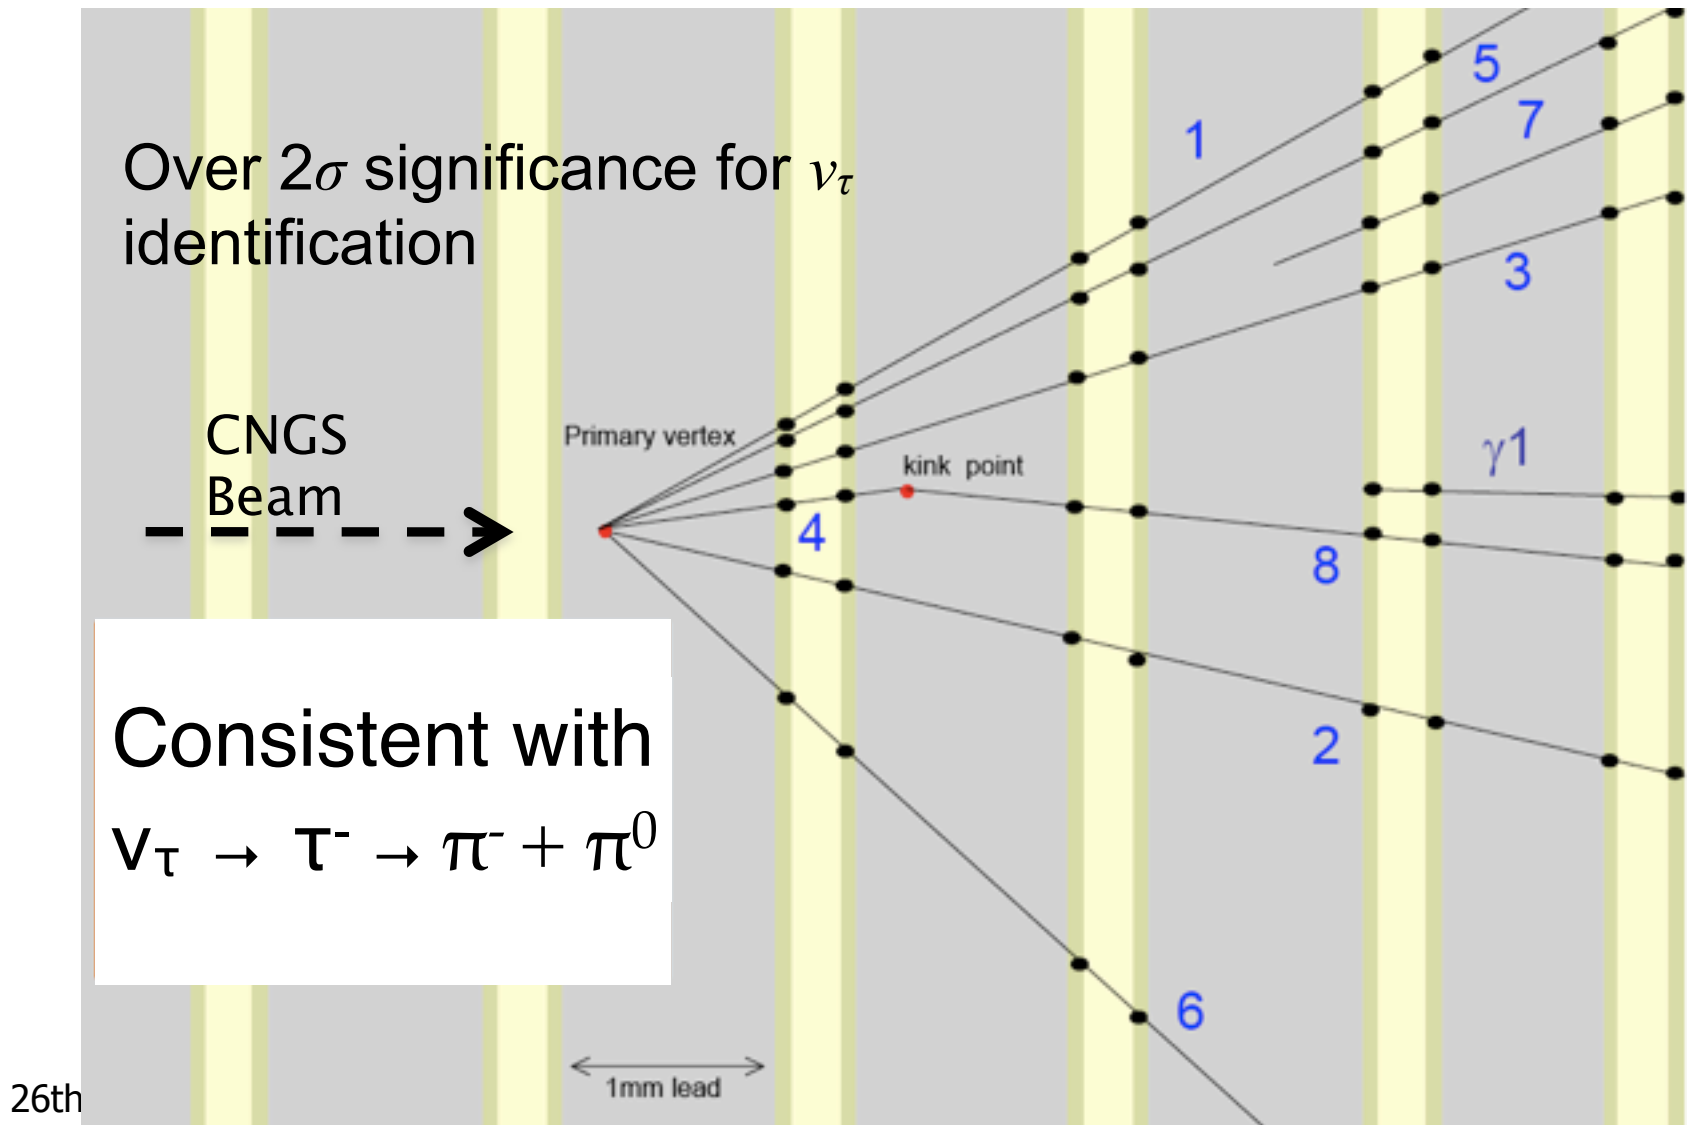 Over 2σ significance for ντ
identification
CNGS
Beam
Primary vertex
kink point
1
5
7
3
γ1
4
8
2
6
Consistent with
ντ → τ- → π- + π0
1mm lead
26th